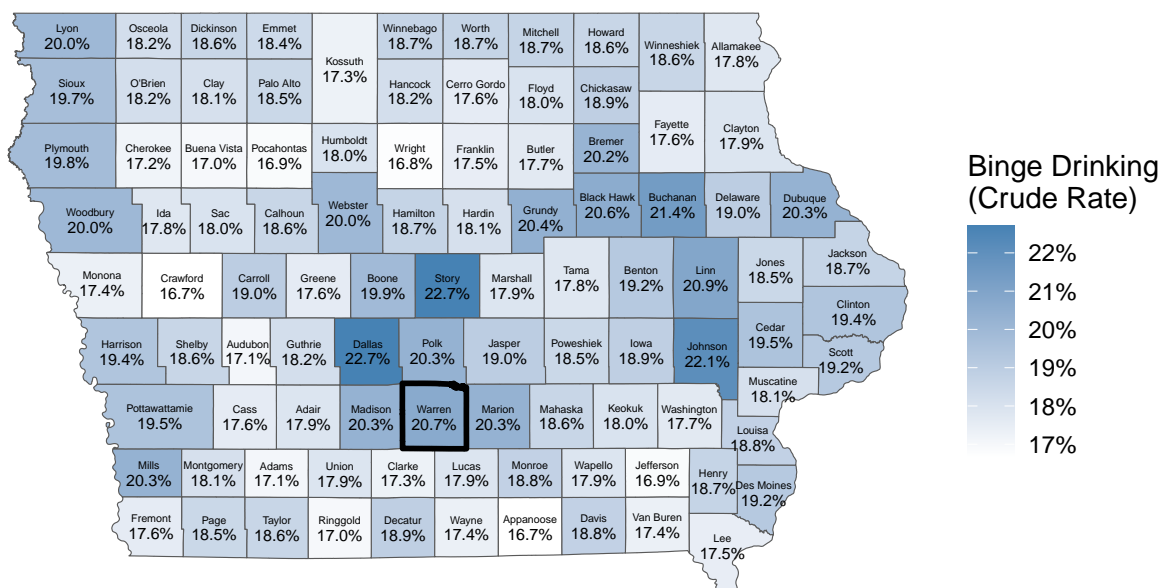 Lyon
20.0%
Osceola
18.2%
Dickinson
18.6%
Emmet
18.4%
Kossuth
17.3%
Winnebago
18.7%
Worth
18.7%
Mitchell
18.7%
Howard
18.6%
Winneshiek
18.6%
Allamakee
17.8%
Sioux
19.7%
O'Brien
18.2%
Clay
18.1%
Palo Alto
18.5%
Hancock
18.2%
Cerro Gordo
17.6%
Floyd
18.0%
Chickasaw
18.9%
Plymouth
19.8%
Cherokee
17.2%
Buena Vista
17.0%
Pocahontas
16.9%
Humboldt
18.0%
Wright
16.8%
Franklin
17.5%
Butler
17.7%
Bremer
20.2%
Fayette
17.6%
Clayton
17.9%
Woodbury
20.0%
Ida
17.8%
Sac
18.0%
Calhoun
18.6%
Webster
20.0%
Hamilton
18.7%
Hardin
18.1%
Grundy
20.4%
Black Hawk
20.6%
Buchanan
21.4%
Delaware
19.0%
Dubuque
20.3%
Monona
17.4%
Crawford
16.7%
Carroll
19.0%
Greene
17.6%
Boone
19.9%
Story
22.7%
Marshall
17.9%
Tama
17.8%
Benton
19.2%
Linn
20.9%
Jones
18.5%
Jackson
18.7%
Clinton
19.4%
Harrison
19.4%
Shelby
18.6%
Audubon
17.1%
Guthrie
18.2%
Dallas
22.7%
Polk
20.3%
Jasper
19.0%
Poweshiek
18.5%
Iowa
18.9%
Johnson
22.1%
Cedar
19.5%
Scott
19.2%
Muscatine
18.1%
Pottawattamie
19.5%
Cass
17.6%
Adair
17.9%
Madison
20.3%
Warren
20.7%
Marion
20.3%
Mahaska
18.6%
Keokuk
18.0%
Washington
17.7%
Louisa
18.8%
Mills
20.3%
Montgomery
18.1%
Adams
17.1%
Union
17.9%
Clarke
17.3%
Lucas
17.9%
Monroe
18.8%
Wapello
17.9%
Jefferson
16.9%
Henry
18.7%
Des Moines
19.2%
Fremont
17.6%
Page
18.5%
Taylor
18.6%
Ringgold
17.0%
Decatur
18.9%
Wayne
17.4%
Appanoose
16.7%
Davis
18.8%
Van Buren
17.4%
Lee
17.5%
Binge Drinking
(Crude Rate)
22%
21%
20%
19%
18%
17%